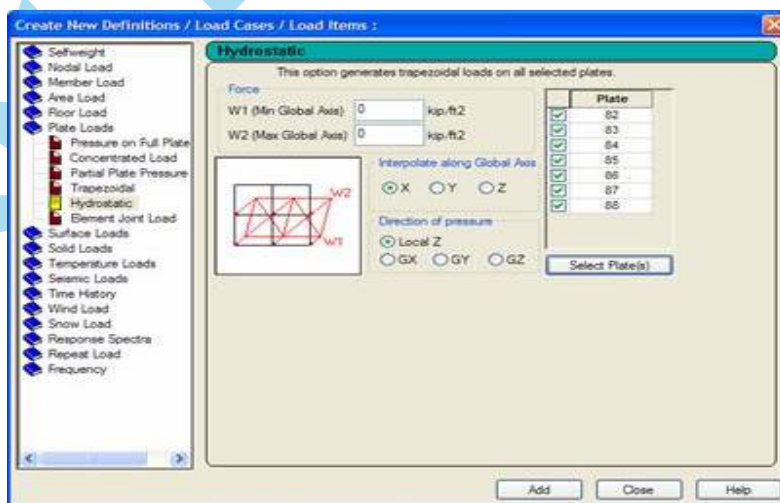 Create New Definitions / Load Cases / Load Items :
Selfweight
Nodal Load
Member Load
Area Load
Floor Load
Plate Loads
Pressure on Full Plate
Concentrated Load
Partial Plate Pressure
Trapezoidal
Hydrostatic
Element Joint Load
Surface Loads
Solid Loads
Temperature Loads
Seismic Loads
Time History
Wind Load
Snow Load
Response Spectra
Repeat Load
Frequency
Hydrostatic
This option generates trapezoidal loads on all selected plates.
Force
W1 (Min Global Axis) 0 kip/ft2
W2 (Max Global Axis) 0 kip/ft2
W2
W1
Interpolate along Global Axis
X Y Z
Direction of pressure
Local Z
GX GY GZ
Plate
82
83
84
85
86
87
88
Select Plate(s)
Add Close Help